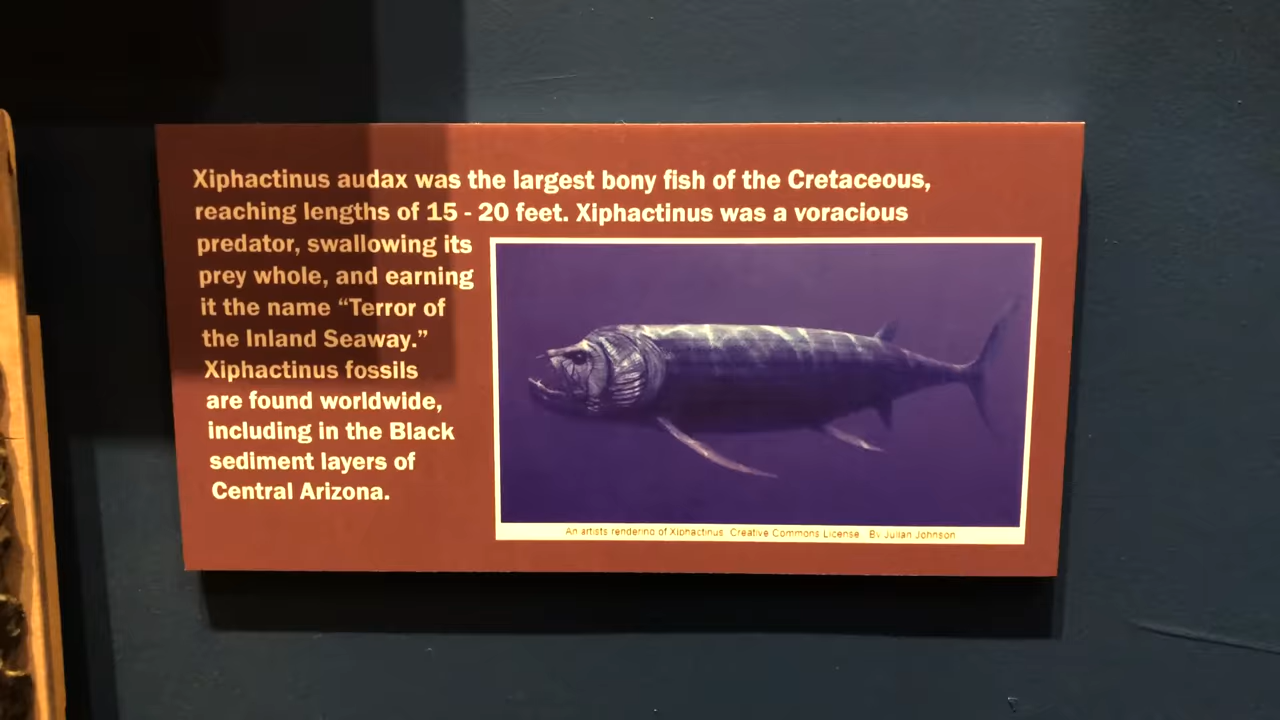 Xiphactinus audax was the largest bony fish of the Cretaceous,
reaching lengths of 15 - 20 feet. Xiphactinus was a voracious
predator, swallowing its
prey whole, and earning
it the name “Terror of
the Inland Seaway.”
Xiphactinus fossils
are found worldwide,
including in the Black
sediment layers of
Central Arizona.
An artists rendering of Xiphactinus. Creative Commons License. By Julian Johnson